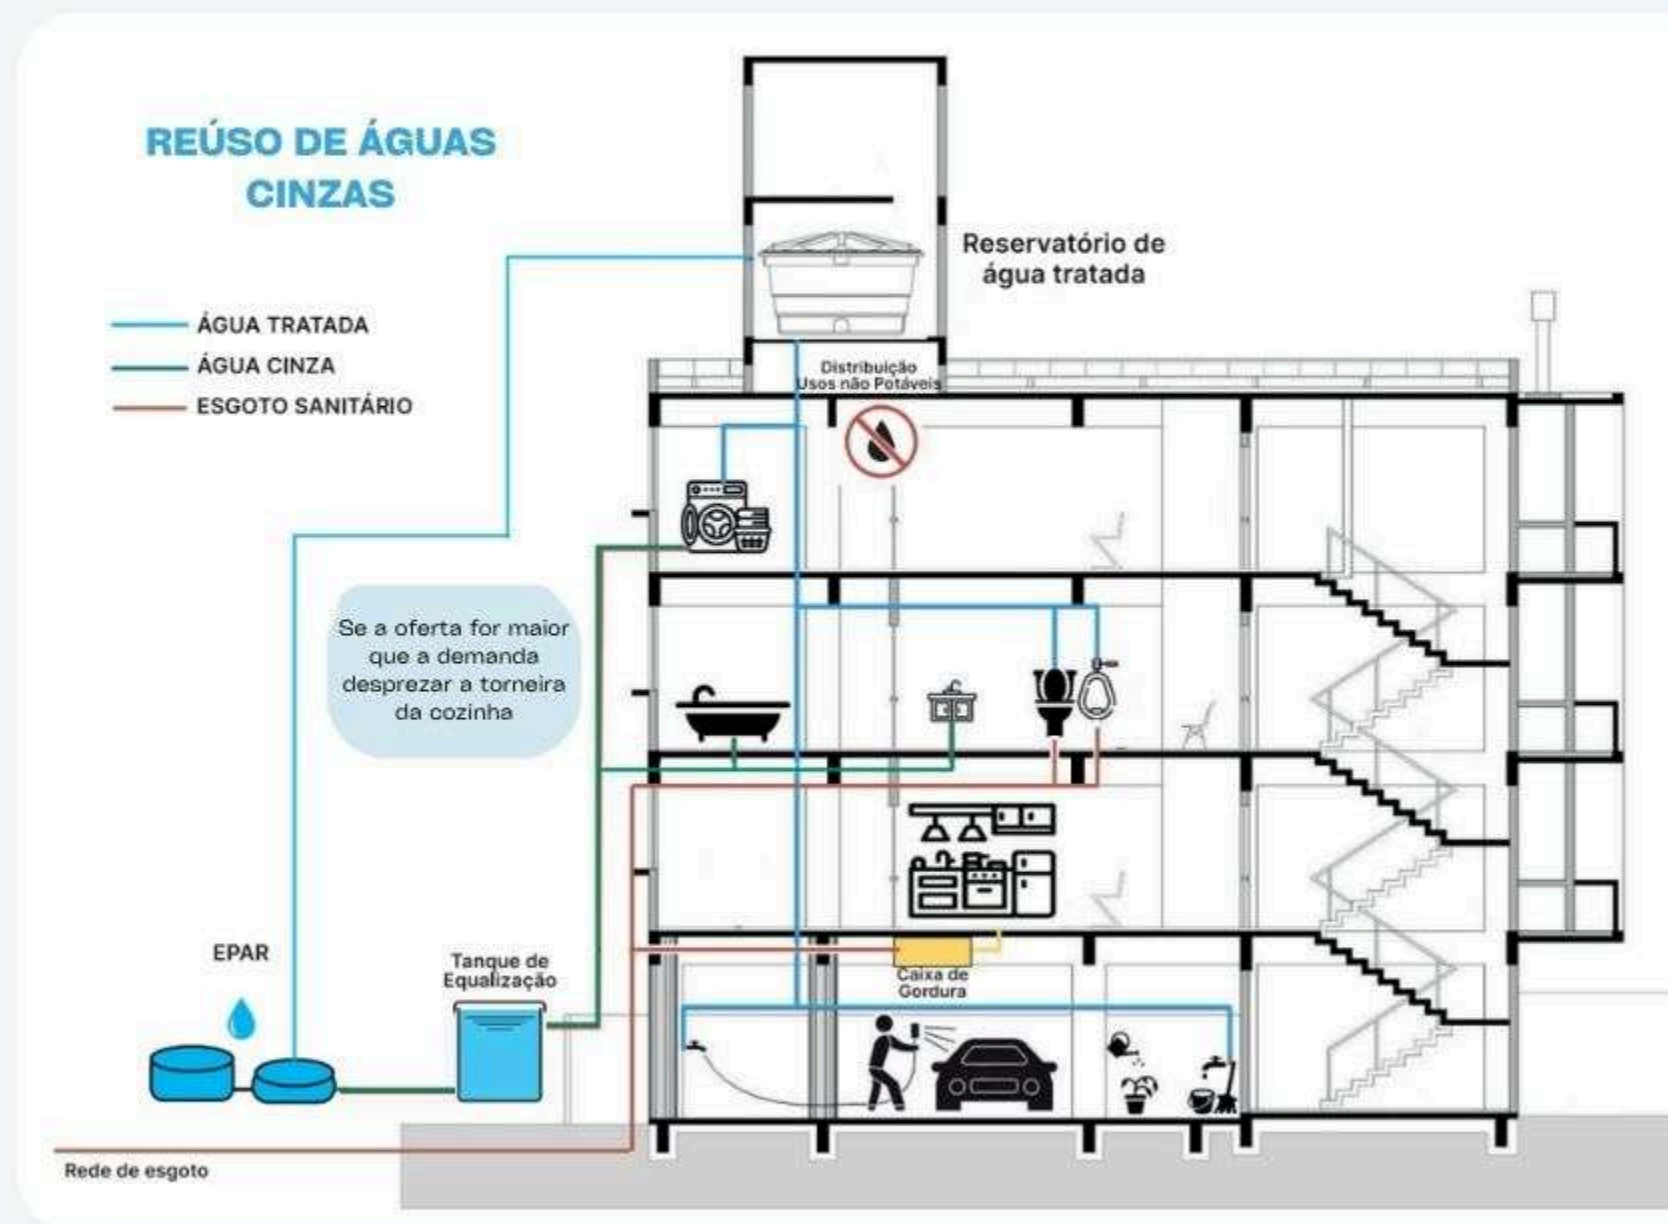 REÚSO DE ÁGUAS
CINZAS
ÁGUA TRATADA
ÁGUA CINZA
ESGOTO SANITÁRIO
Reservatório de
água tratada
Distribuição
Usos não Potáveis
Se a oferta for maior
que a demanda
desprezar a torneira
da cozinha
EPAR
Tanque de
Equalização
Caixa de
Gordura
Rede de esgoto